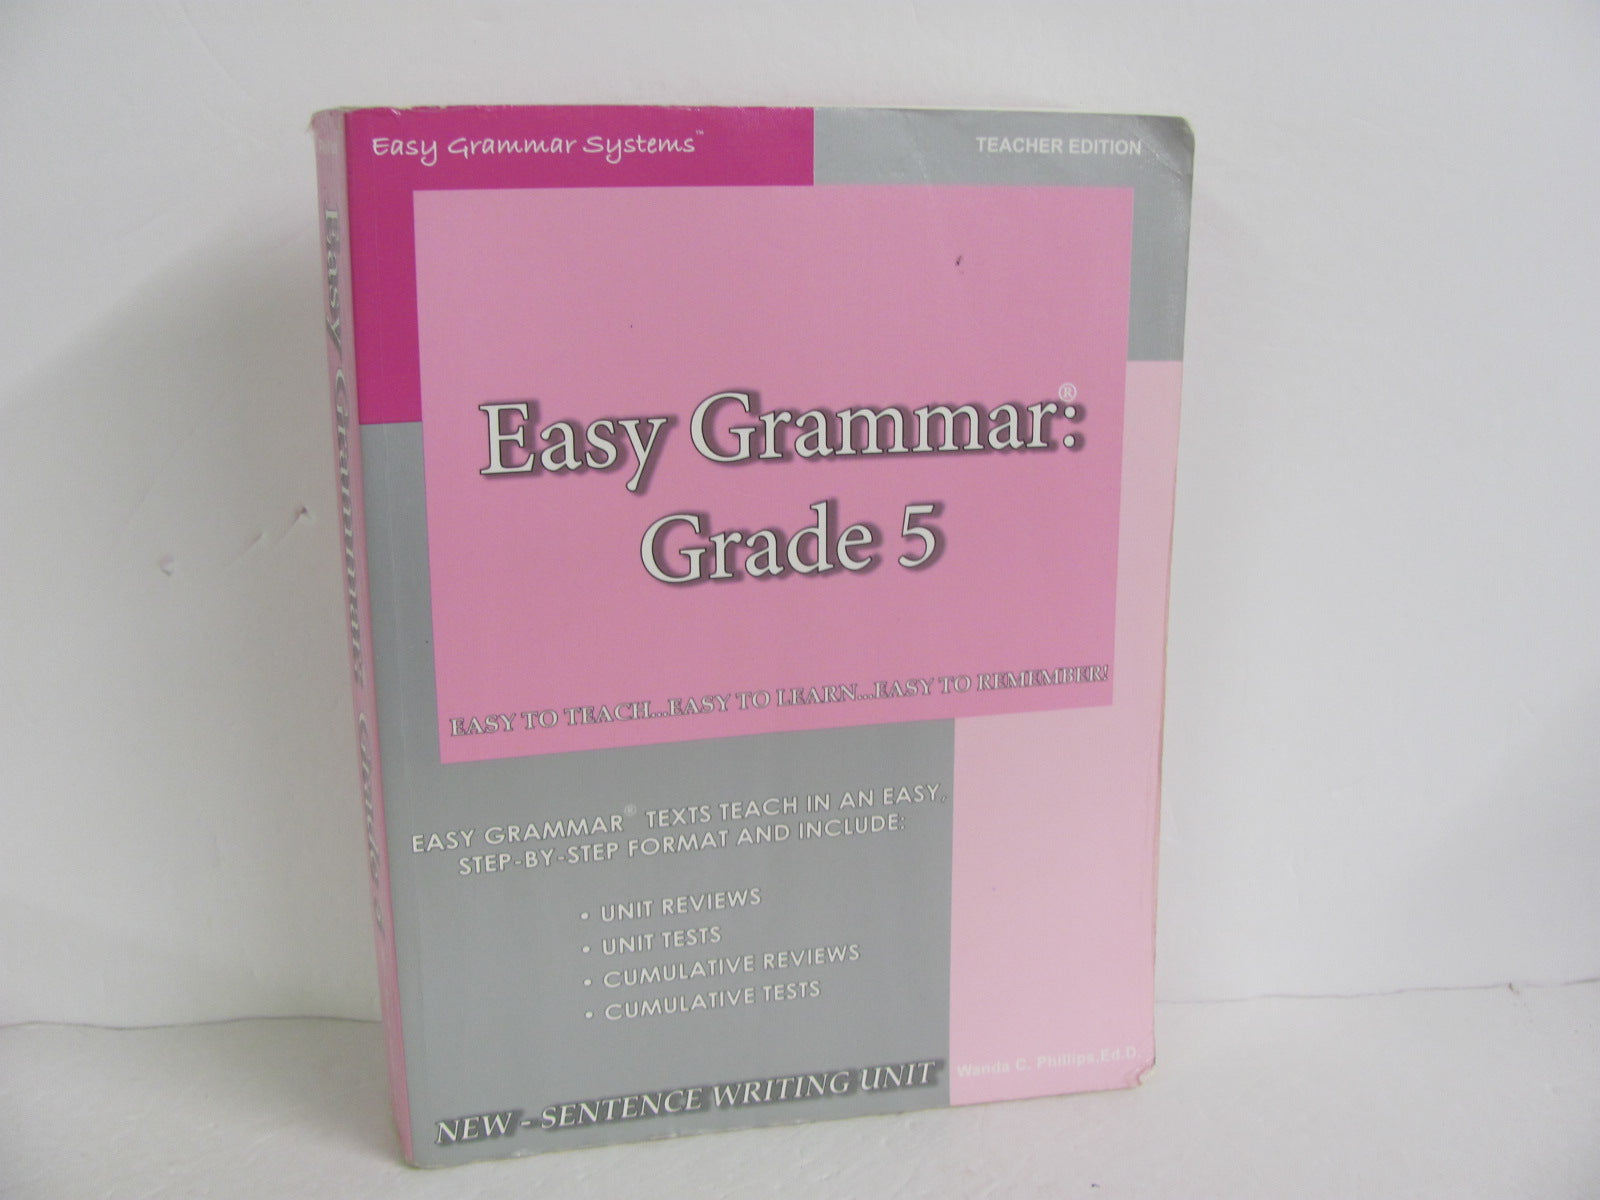 Easy Grammar Systems™
TEACHER EDITION
Easy Grammar®:
Grade 5
EASY TO TEACH...EASY TO LEARN...EASY TO REMEMBER!
EASY GRAMMAR® TEXTS TEACH IN AN EASY,
STEP-BY-STEP FORMAT AND INCLUDE:
• UNIT REVIEWS
• UNIT TESTS
• CUMULATIVE REVIEWS
• CUMULATIVE TESTS
Wanda C. Phillips,Ed.D.
NEW - SENTENCE WRITING UNIT
Easy Grammar: Grade 5